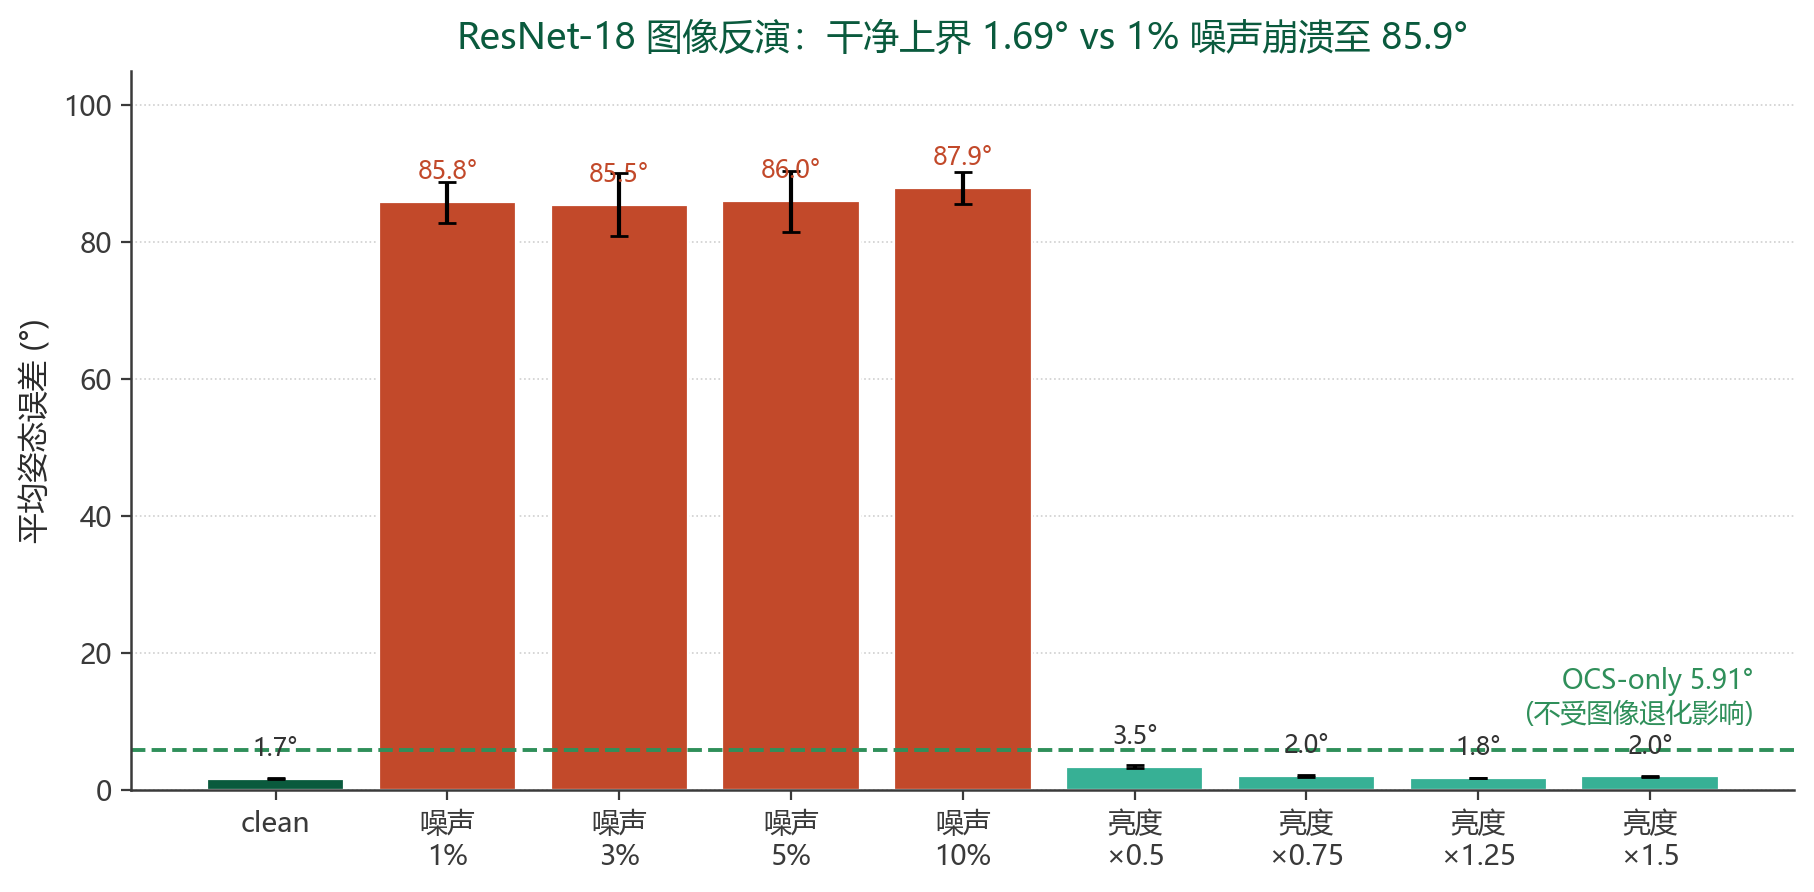 ResNet-18 图像反演：干净上界 1.69° vs 1% 噪声崩溃至 85.9°
平均姿态误差 (°)
100
80
60
40
20
0
1.7°
85.8°
85.5°
86.0°
87.9°
3.5°
2.0°
1.8°
2.0°
OCS-only 5.91°
(不受图像退化影响)
clean
噪声
1%
噪声
3%
噪声
5%
噪声
10%
亮度
×0.5
亮度
×0.75
亮度
×1.25
亮度
×1.5